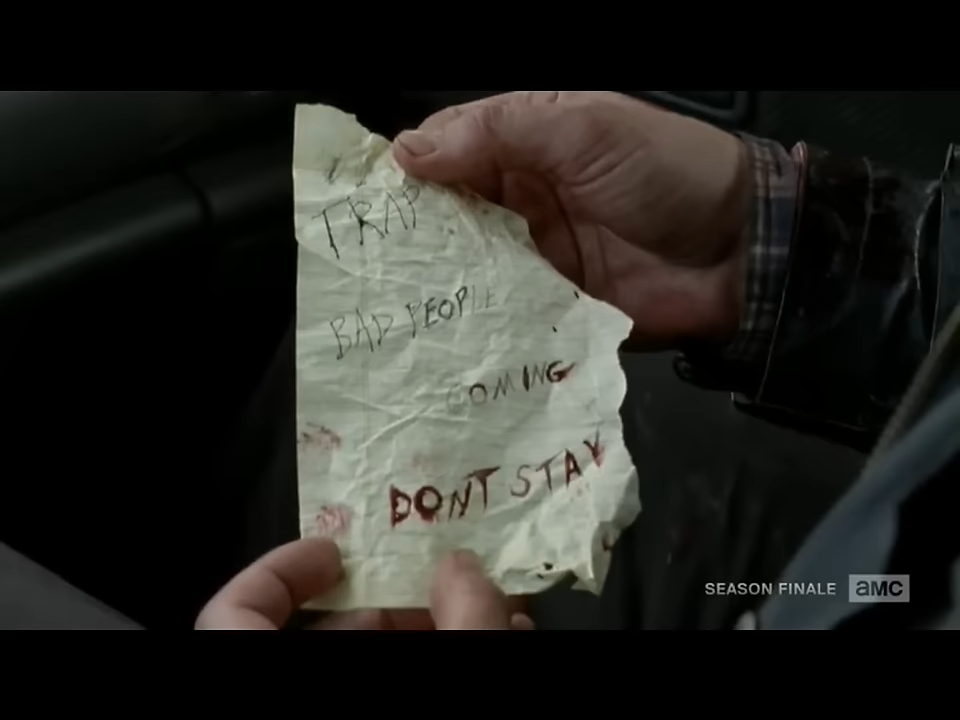 TRAP
BAD PEOPLE
COMING
DONT STAY
SEASON FINALE aMC